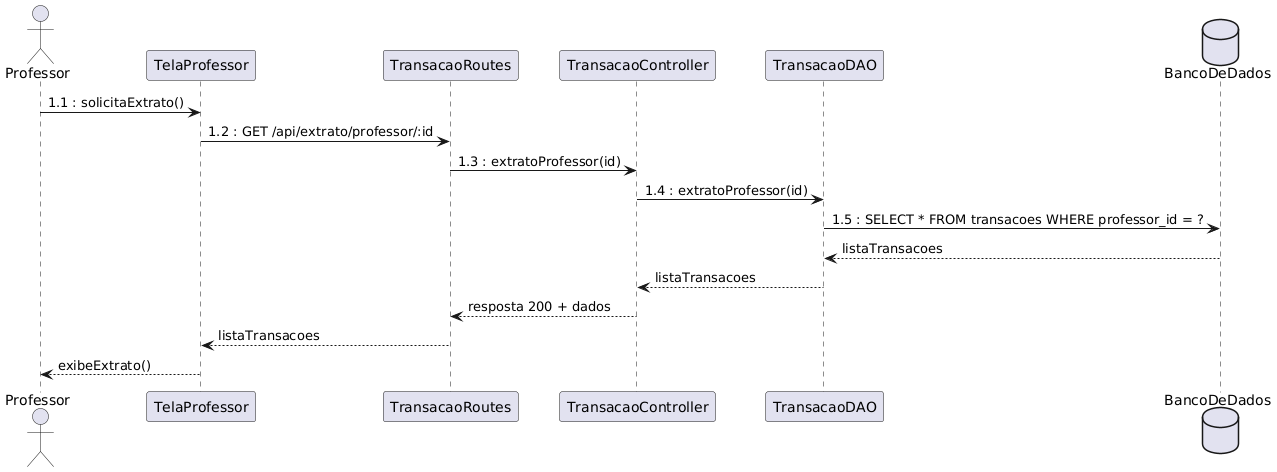 Professor
TelaProfessor
TransacaoRoutes
TransacaoController
TransacaoDAO
BancoDeDados
1.1 : solicitaExtrato()
1.2 : GET /api/extrato/professor/:id
1.3 : extratoProfessor(id)
1.4 : extratoProfessor(id)
1.5 : SELECT * FROM transacoes WHERE professor_id = ?
listaTransacoes
listaTransacoes
resposta 200 + dados
listaTransacoes
exibeExtrato()
Professor
TelaProfessor
TransacaoRoutes
TransacaoController
TransacaoDAO
BancoDeDados